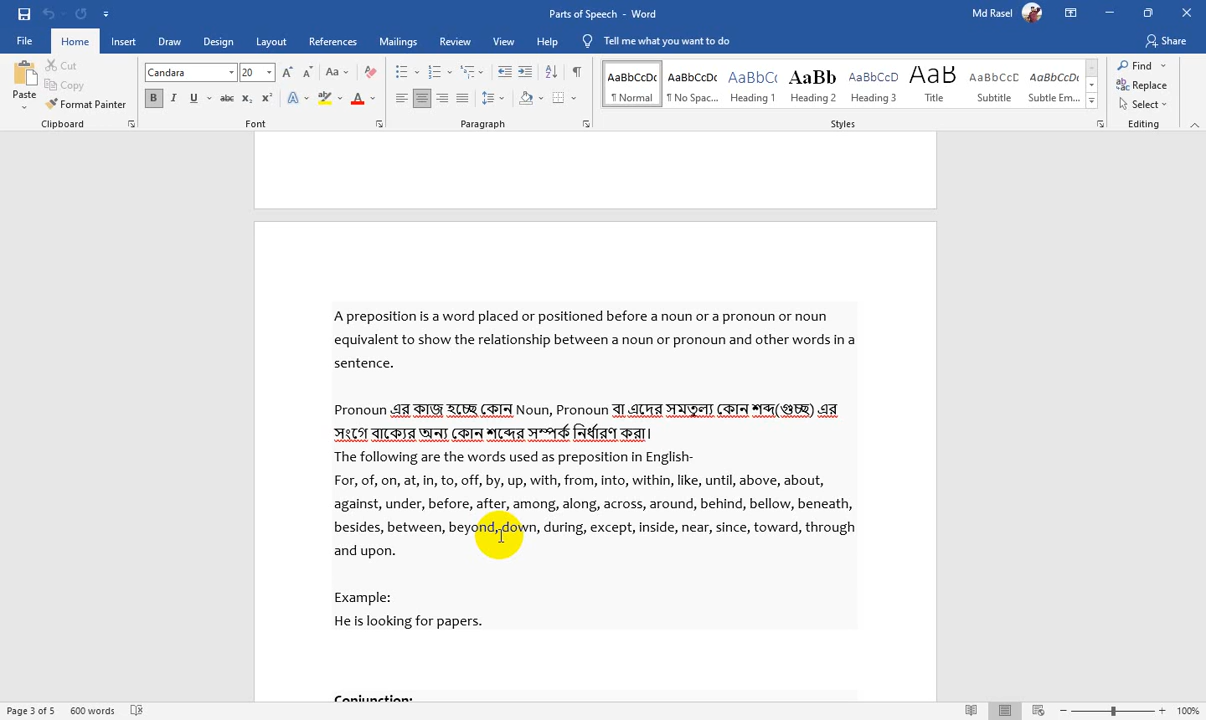 Parts of Speech - Word
Md Rasel
File Home Insert Draw Design Layout References Mailings Review View Help Tell me what you want to do Share
Paste
Cut
Copy
Format Painter
Clipboard
Candara 20
Font
Paragraph
AaBbCcDc AaBbCcDc AaBbCc AaBb AaBbCcD AaB AaBbCcD AaBbCcDc
¶ Normal ¶ No Spac... Heading 1 Heading 2 Heading 3 Title Subtitle Subtle Em...
Styles
Find
Replace
Select
Editing
A preposition is a word placed or positioned before a noun or a pronoun or noun
equivalent to show the relationship between a noun or pronoun and other words in a
sentence.
Pronoun এর কাজ হচ্ছে কোন Noun, Pronoun বা এদের সমতুল্য কোন শব্দ(গুচ্ছ) এর
সংগে বাক্যের অন্য কোন শব্দের সম্পর্ক নির্ধারণ করা।
The following are the words used as preposition in English-
For, of, on, at, in, to, off, by, up, with, from, into, within, like, until, above, about,
against, under, before, after, among, along, across, around, behind, bellow, beneath,
besides, between, beyond, down, during, except, inside, near, since, toward, through
and upon.
Example:
He is looking for papers.
Conjunction:
Page 3 of 5 600 words 100%